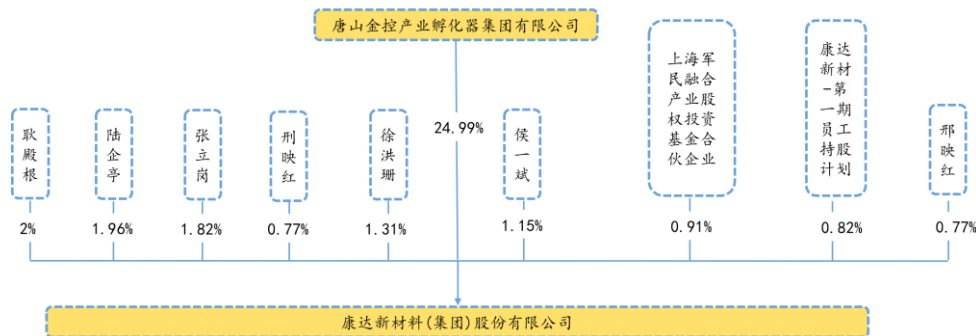 唐山金控产业孵化器集团有限公司
耿殿根
陆企亭
张立岗
刑映红
徐洪珊
24.99%
侯一斌
上海军
民融合
产业股
权投资
基金合
伙企业
康达
新材
-第
一期
员工
持股
计划
邢映红
2%
1.96%
1.82%
0.77%
1.31%
1.15%
0.91%
0.82%
0.77%
康达新材料(集团)股份有限公司